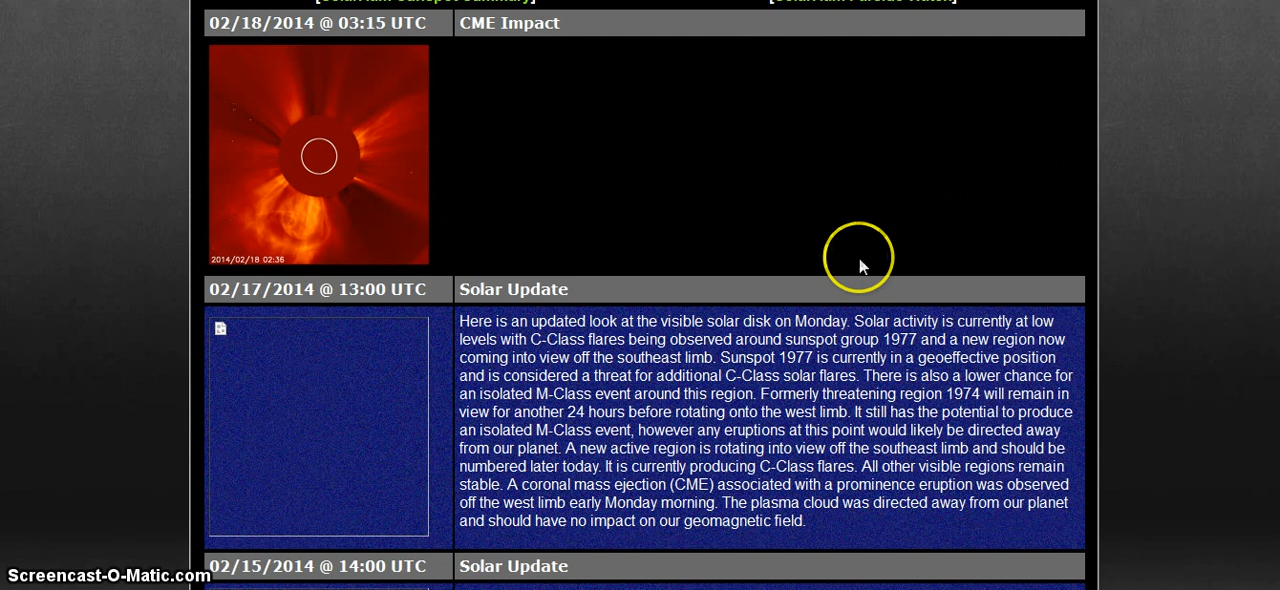 02/18/2014 @ 03:15 UTC CME Impact
2014/02/18 02:36
02/17/2014 @ 13:00 UTC Solar Update
Here is an updated look at the visible solar disk on Monday. Solar activity is currently at low
levels with C-Class flares being observed around sunspot group 1977 and a new region now
coming into view off the southeast limb. Sunspot 1977 is currently in a geoeffective position
and is considered a threat for additional C-Class solar flares. There is also a lower chance for
an isolated M-Class event around this region. Formerly threatening region 1974 will remain in
view for another 24 hours before rotating onto the west limb. It still has the potential to produce
an isolated M-Class event, however any eruptions at this point would likely be directed away
from our planet. A new active region is rotating into view off the southeast limb and should be
numbered later today. It is currently producing C-Class flares. All other visible regions remain
stable. A coronal mass ejection (CME) associated with a prominence eruption was observed
off the west limb early Monday morning. The plasma cloud was directed away from our planet
and should have no impact on our geomagnetic field.
02/15/2014 @ 14:00 UTC Solar Update
Screencast-O-Matic.com